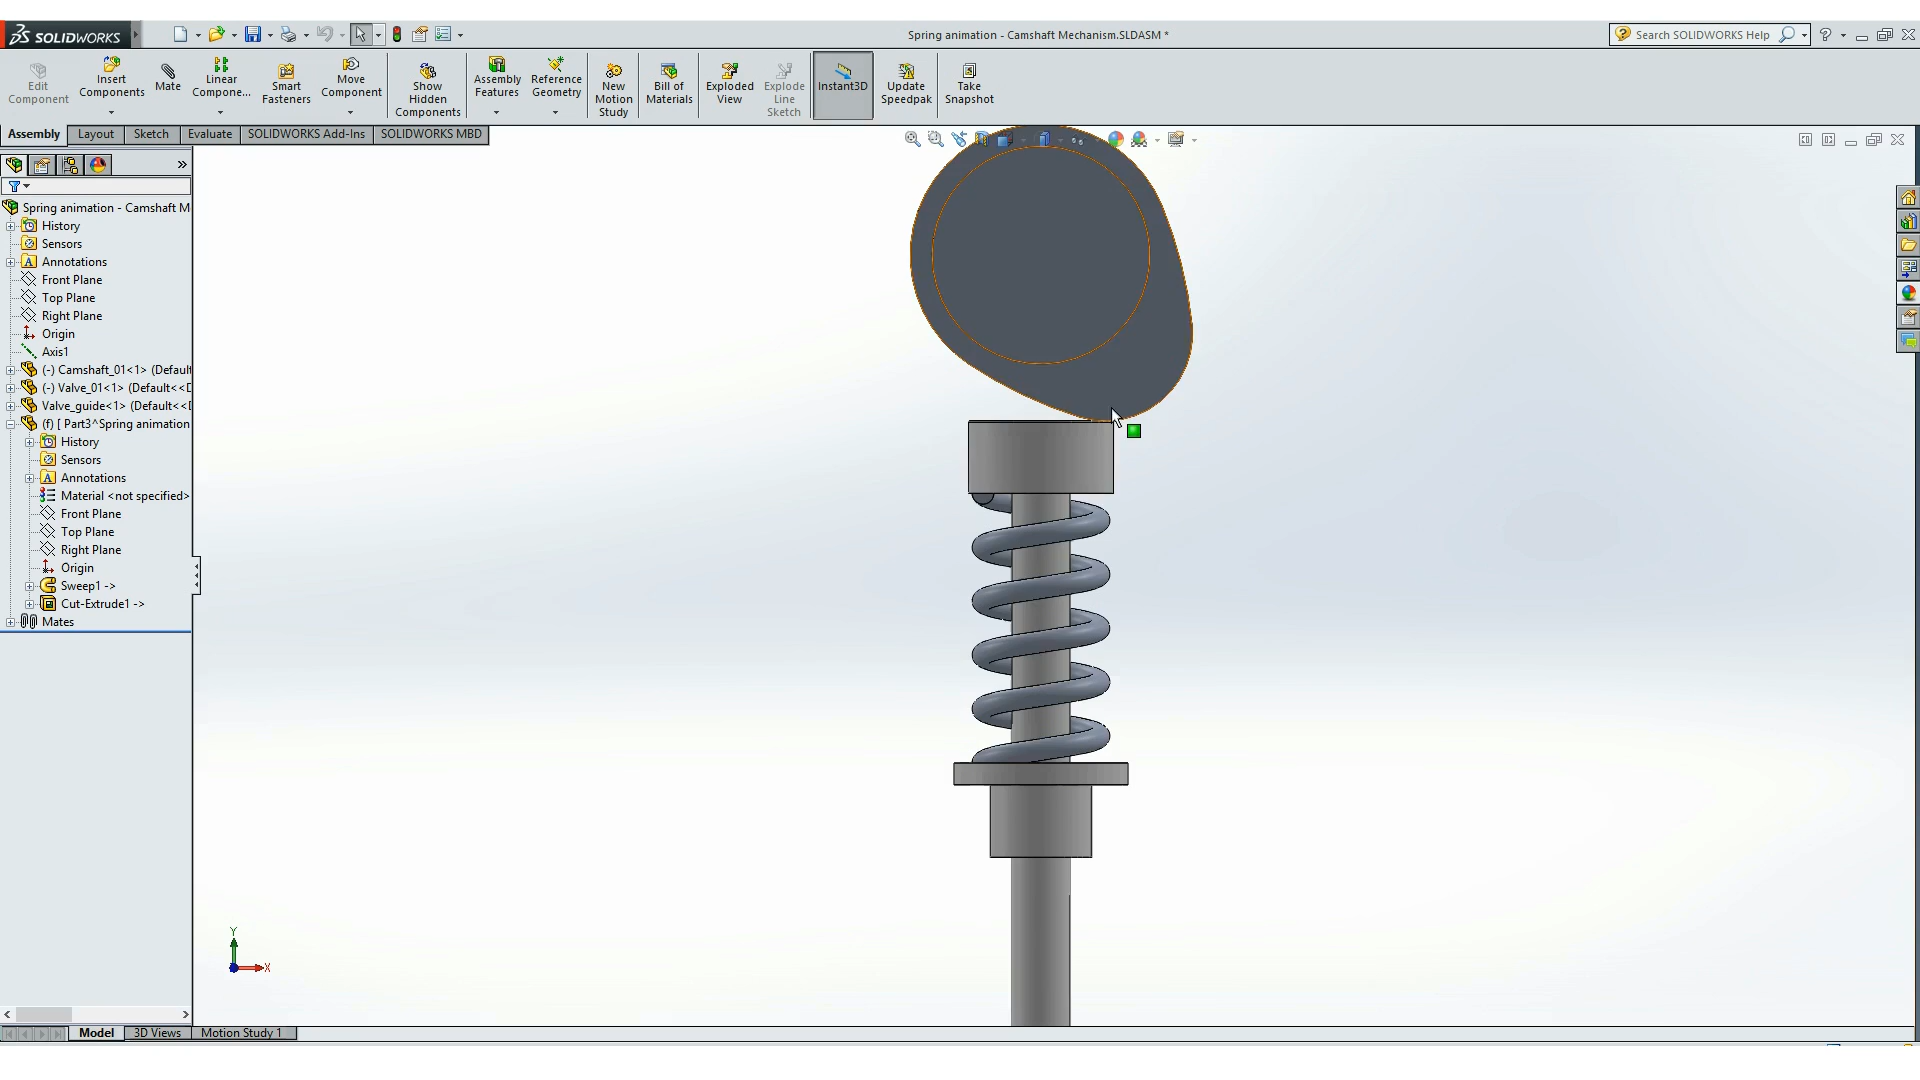 SOLIDWORKS
Spring animation - Camshaft Mechanism.SLDASM *
Search SOLIDWORKS Help
Edit Component
Insert Components
Mate
Linear Compone...
Smart Fasteners
Move Component
Show Hidden Components
Assembly Features
Reference Geometry
New Motion Study
Bill of Materials
Exploded View
Explode Line Sketch
Instant3D
Update Speedpak
Take Snapshot
Assembly
Layout
Sketch
Evaluate
SOLIDWORKS Add-Ins
SOLIDWORKS MBD
Spring animation - Camshaft M
History
Sensors
Annotations
Front Plane
Top Plane
Right Plane
Origin
Axis1
(-) Camshaft_01<1> (Default
(-) Valve_01<1> (Default<<D
Valve_guide<1> (Default<<D
(f) [ Part3^Spring animation
History
Sensors
Annotations
Material <not specified>
Front Plane
Top Plane
Right Plane
Origin
Sweep1 ->
Cut-Extrude1 ->
Mates
Y
X
Model
3D Views
Motion Study 1